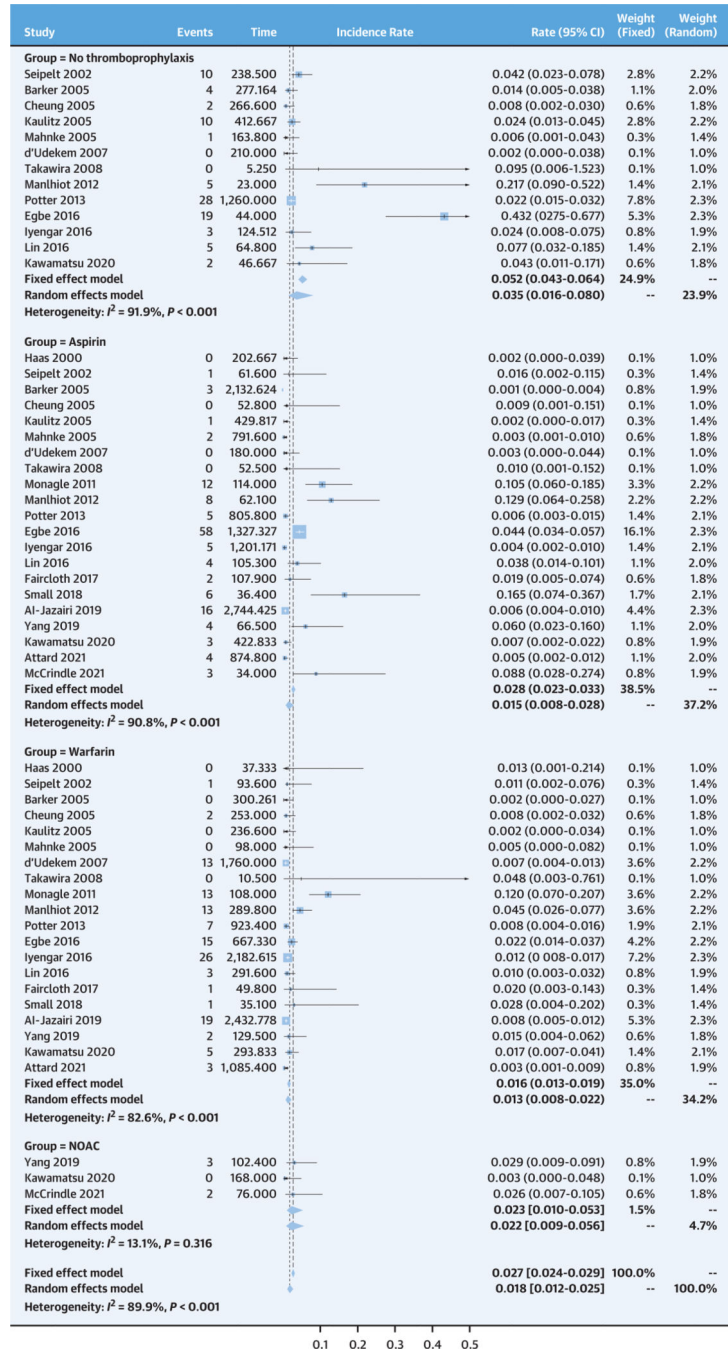 Study Events Time Incidence Rate Rate (95% CI) Weight (Fixed) Weight (Random)
Group = No thromboprophylaxis
Seipelt 2002 10 238.500 0.042 (0.023-0.078) 2.8% 2.2%
Barker 2005 4 277.164 0.014 (0.005-0.038) 1.1% 2.0%
Cheung 2005 2 266.600 0.008 (0.002-0.030) 0.6% 1.8%
Kaulitz 2005 10 412.667 0.024 (0.013-0.045) 2.8% 2.2%
Mahnke 2005 1 163.800 0.006 (0.001-0.043) 0.3% 1.4%
d'Udekem 2007 0 210.000 0.002 (0.000-0.038) 0.1% 1.0%
Takawira 2008 0 5.250 0.095 (0.006-1.523) 0.1% 1.0%
Manlhiot 2012 5 23.000 0.217 (0.090-0.522) 1.4% 2.1%
Potter 2013 28 1,260.000 0.022 (0.015-0.032) 7.8% 2.3%
Egbe 2016 19 44.000 0.432 (0275-0.677) 5.3% 2.3%
Iyengar 2016 3 124.512 0.024 (0.008-0.075) 0.8% 1.9%
Lin 2016 5 64.800 0.077 (0.032-0.185) 1.4% 2.1%
Kawamatsu 2020 2 46.667 0.043 (0.011-0.171) 0.6% 1.8%
Fixed effect model 0.052 (0.043-0.064) 24.9% --
Random effects model 0.035 (0.016-0.080) -- 23.9%
Heterogeneity: I² = 91.9%, P < 0.001
Group = Aspirin
Haas 2000 0 202.667 0.002 (0.000-0.039) 0.1% 1.0%
Seipelt 2002 1 61.600 0.016 (0.002-0.115) 0.3% 1.4%
Barker 2005 3 2,132.624 0.001 (0.000-0.004) 0.8% 1.9%
Cheung 2005 0 52.800 0.009 (0.001-0.151) 0.1% 1.0%
Kaulitz 2005 1 429.817 0.002 (0.000-0.017) 0.3% 1.4%
Mahnke 2005 2 791.600 0.003 (0.001-0.010) 0.6% 1.8%
d'Udekem 2007 0 180.000 0.003 (0.000-0.044) 0.1% 1.0%
Takawira 2008 0 52.500 0.010 (0.001-0.152) 0.1% 1.0%
Monagle 2011 12 114.000 0.105 (0.060-0.185) 3.3% 2.2%
Manlhiot 2012 8 62.100 0.129 (0.064-0.258) 2.2% 2.2%
Potter 2013 5 805.800 0.006 (0.003-0.015) 1.4% 2.1%
Egbe 2016 58 1,327.327 0.044 (0.034-0.057) 16.1% 2.3%
Iyengar 2016 5 1,201.171 0.004 (0.002-0.010) 1.4% 2.1%
Lin 2016 4 105.300 0.038 (0.014-0.101) 1.1% 2.0%
Faircloth 2017 2 107.900 0.019 (0.005-0.074) 0.6% 1.8%
Small 2018 6 36.400 0.165 (0.074-0.367) 1.7% 2.1%
Al-Jazairi 2019 16 2,744.425 0.006 (0.004-0.010) 4.4% 2.3%
Yang 2019 4 66.500 0.060 (0.023-0.160) 1.1% 2.0%
Kawamatsu 2020 3 422.833 0.007 (0.002-0.022) 0.8% 1.9%
Attard 2021 4 874.800 0.005 (0.002-0.012) 1.1% 2.0%
McCrindle 2021 3 34.000 0.088 (0.028-0.274) 0.8% 1.9%
Fixed effect model 0.028 (0.023-0.033) 38.5% --
Random effects model 0.015 (0.008-0.028) -- 37.2%
Heterogeneity: I² = 90.8%, P < 0.001
Group = Warfarin
Haas 2000 0 37.333 0.013 (0.001-0.214) 0.1% 1.0%
Seipelt 2002 1 93.600 0.011 (0.002-0.076) 0.3% 1.4%
Barker 2005 0 300.261 0.002 (0.000-0.027) 0.1% 1.0%
Cheung 2005 2 253.000 0.008 (0.002-0.032) 0.6% 1.8%
Kaulitz 2005 0 236.600 0.002 (0.000-0.034) 0.1% 1.0%
Mahnke 2005 0 98.000 0.005 (0.000-0.082) 0.1% 1.0%
d'Udekem 2007 13 1,760.000 0.007 (0.004-0.013) 3.6% 2.2%
Takawira 2008 0 10.500 0.048 (0.003-0.761) 0.1% 1.0%
Monagle 2011 13 108.000 0.120 (0.070-0.207) 3.6% 2.2%
Manlhiot 2012 13 289.800 0.045 (0.026-0.077) 3.6% 2.2%
Potter 2013 7 923.400 0.008 (0.004-0.016) 1.9% 2.1%
Egbe 2016 15 667.330 0.022 (0.014-0.037) 4.2% 2.2%
Iyengar 2016 26 2,182.615 0.012 (0 008-0.017) 7.2% 2.3%
Lin 2016 3 291.600 0.010 (0.003-0.032) 0.8% 1.9%
Faircloth 2017 1 49.800 0.020 (0.003-0.143) 0.3% 1.4%
Small 2018 1 35.100 0.028 (0.004-0.202) 0.3% 1.4%
Al-Jazairi 2019 19 2,432.778 0.008 (0.005-0.012) 5.3% 2.3%
Yang 2019 2 129.500 0.015 (0.004-0.062) 0.6% 1.8%
Kawamatsu 2020 5 293.833 0.017 (0.007-0.041) 1.4% 2.1%
Attard 2021 3 1,085.400 0.003 (0.001-0.009) 0.8% 1.9%
Fixed effect model 0.016 (0.013-0.019) 35.0% --
Random effects model 0.013 (0.008-0.022) -- 34.2%
Heterogeneity: I² = 82.6%, P < 0.001
Group = NOAC
Yang 2019 3 102.400 0.029 (0.009-0.091) 0.8% 1.9%
Kawamatsu 2020 0 168.000 0.003 (0.000-0.048) 0.1% 1.0%
McCrindle 2021 2 76.000 0.026 (0.007-0.105) 0.6% 1.8%
Fixed effect model 0.023 [0.010-0.053] 1.5% --
Random effects model 0.022 [0.009-0.056] -- 4.7%
Heterogeneity: I² = 13.1%, P = 0.316
Fixed effect model 0.027 [0.024-0.029] 100.0% --
Random effects model 0.018 [0.012-0.025] -- 100.0%
Heterogeneity: I² = 89.9%, P < 0.001
0.1 0.2 0.3 0.4 0.5